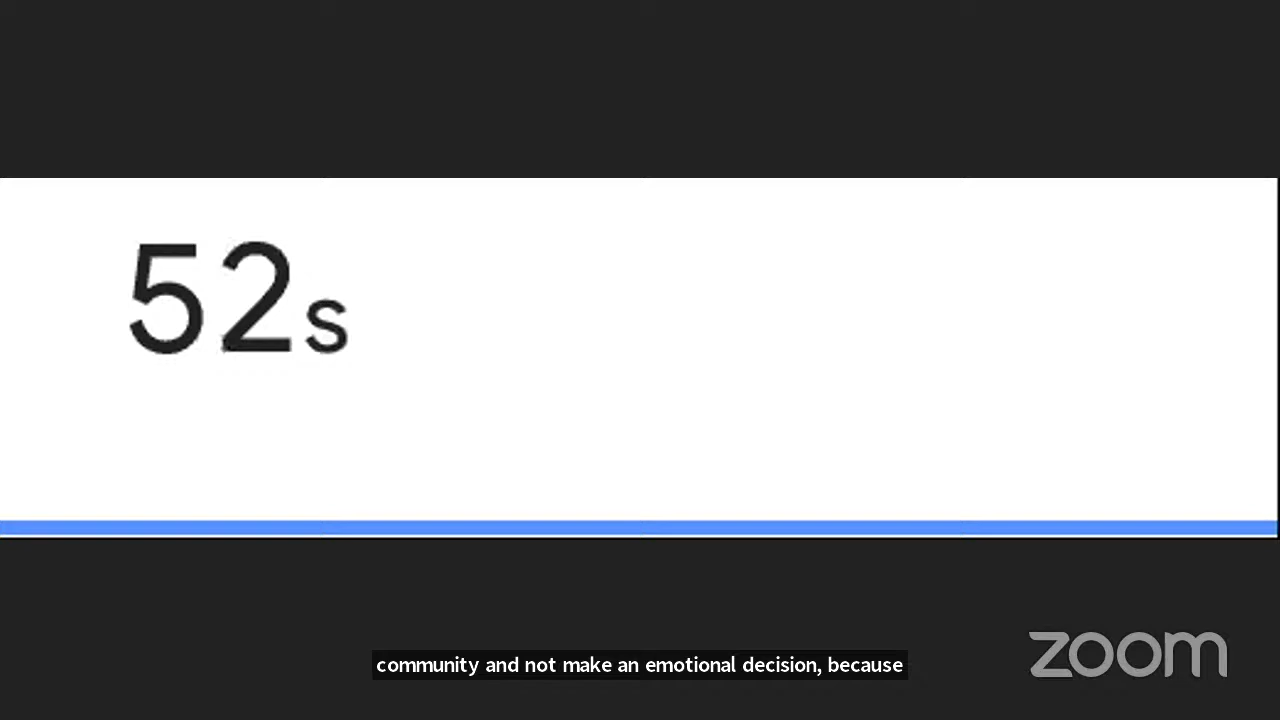 52s
community and not make an emotional decision, because
zoom